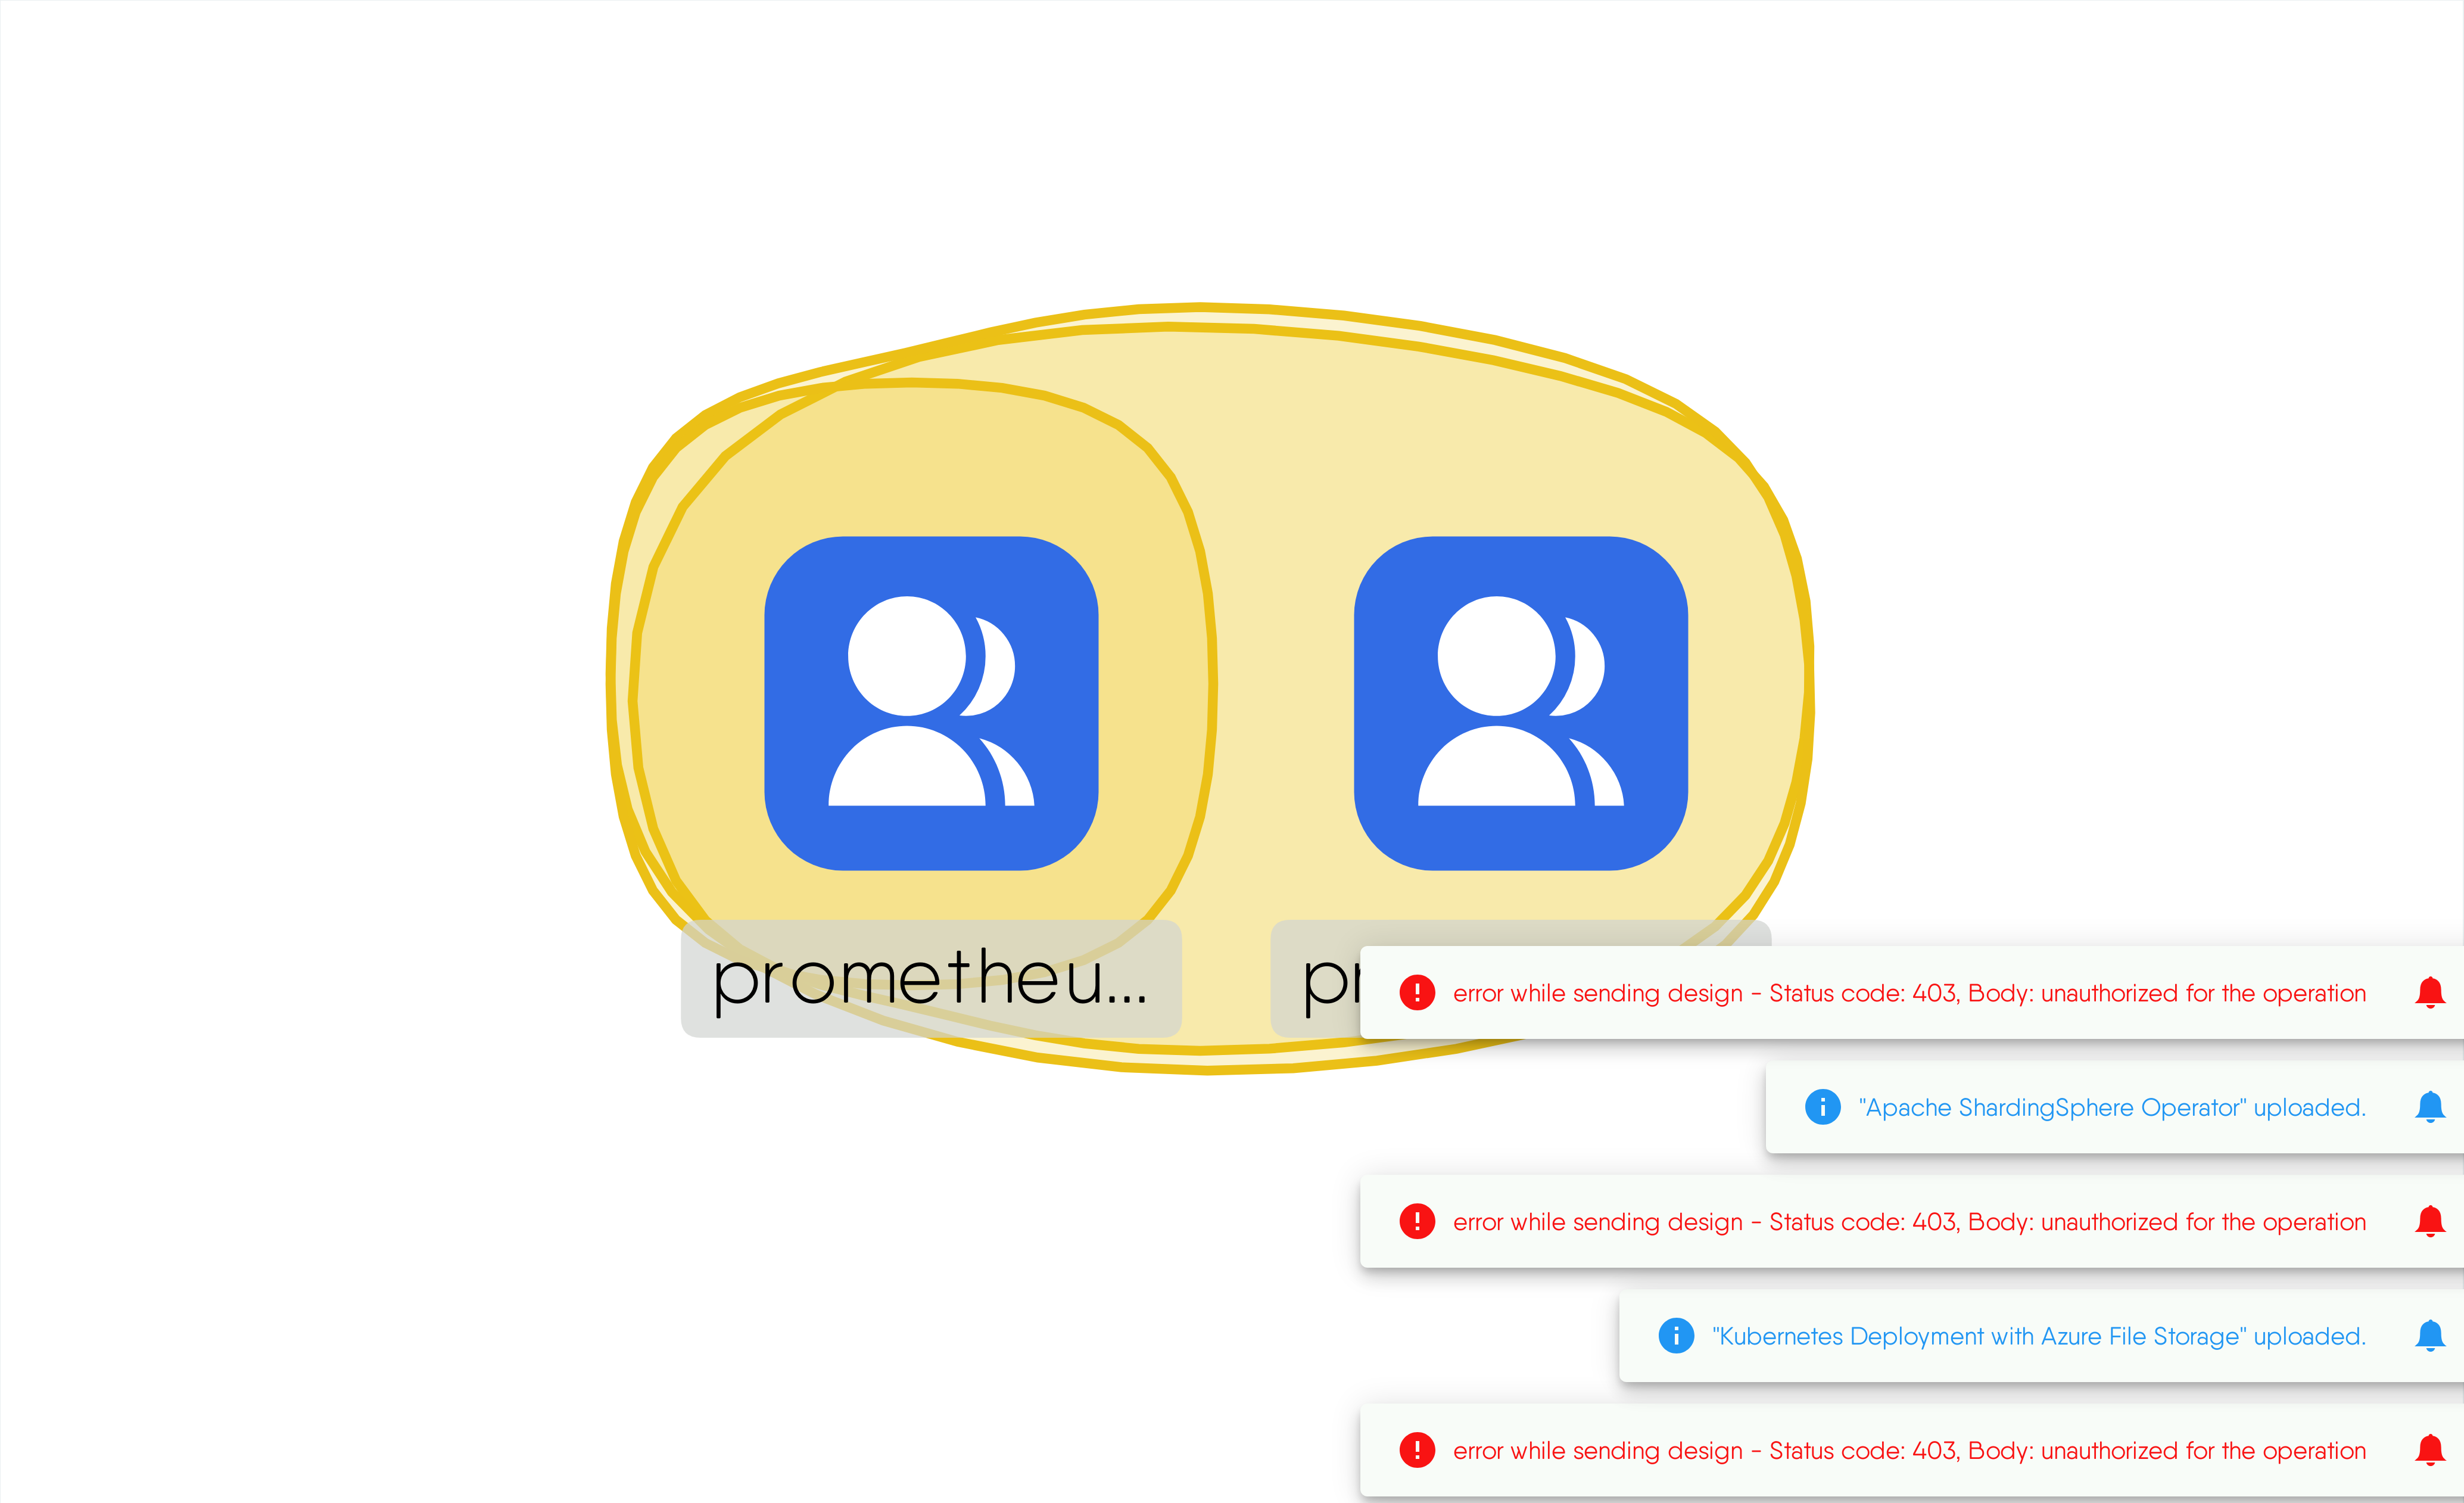 prometheu...
error while sending design - Status code: 403, Body: unauthorized for the operation
"Apache ShardingSphere Operator" uploaded.
error while sending design - Status code: 403, Body: unauthorized for the operation
"Kubernetes Deployment with Azure File Storage" uploaded.
error while sending design - Status code: 403, Body: unauthorized for the operation